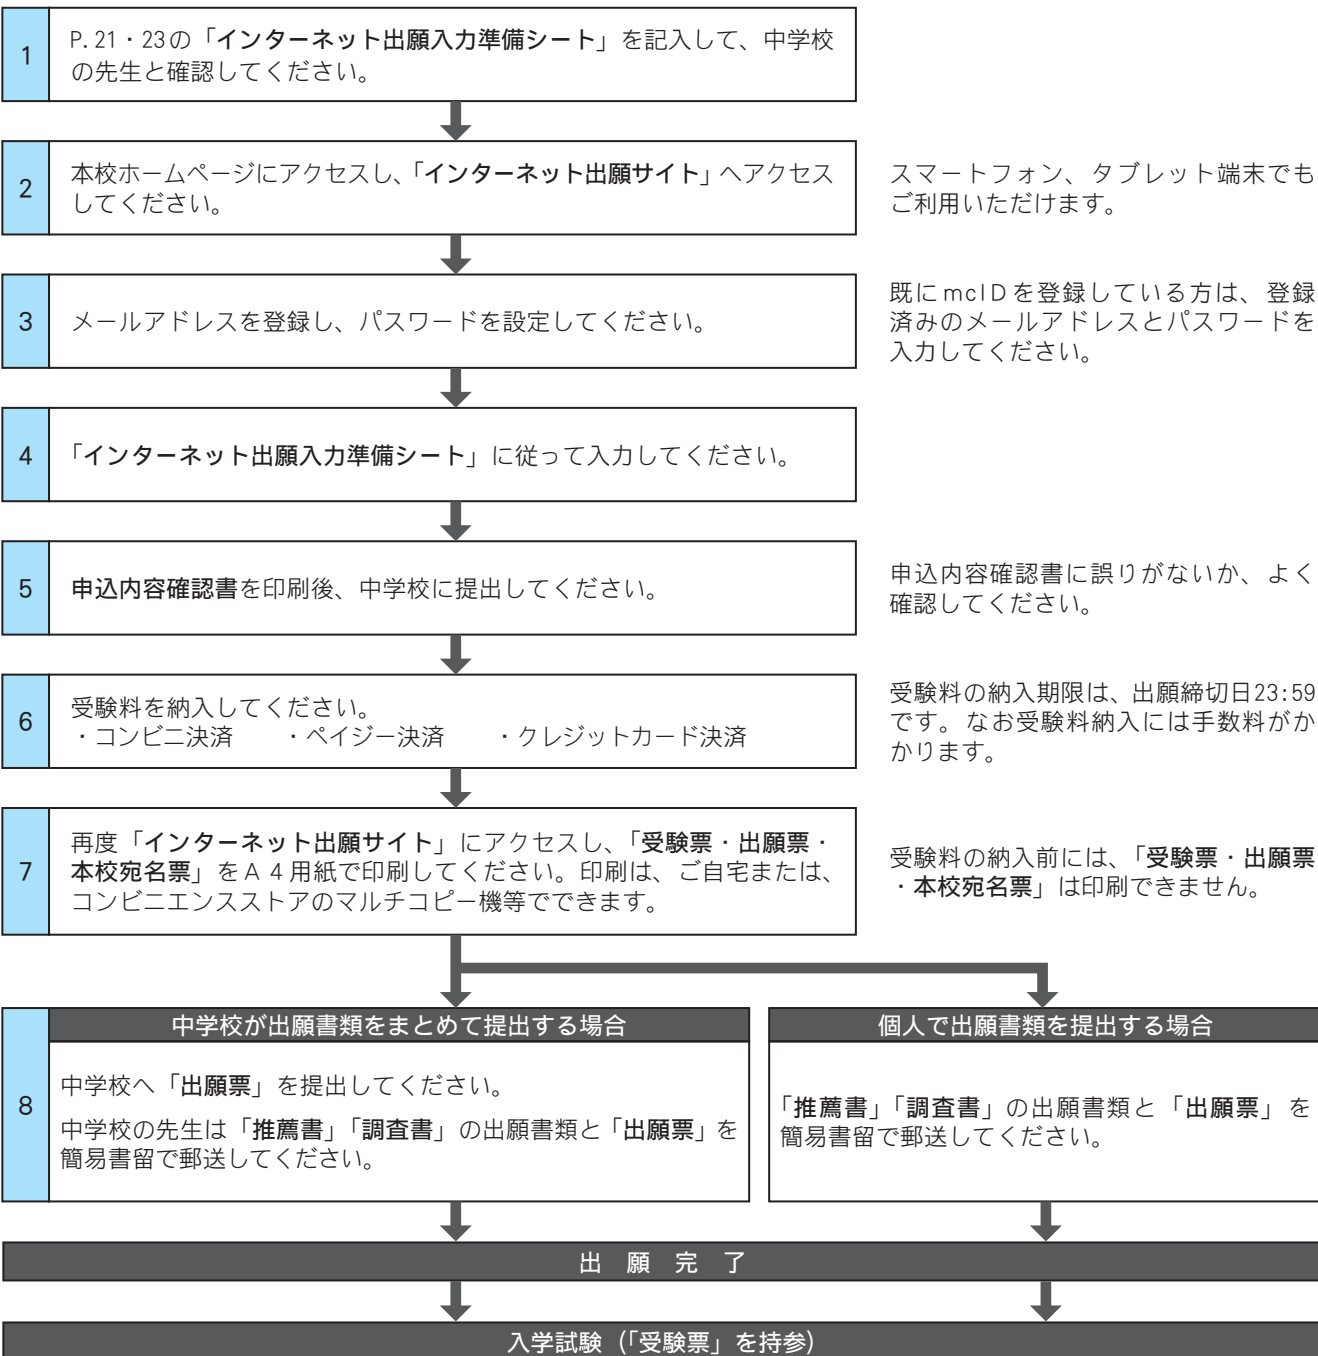 1
P.21・23の「インターネット出願入力準備シート」を記入して、中学校
の先生と確認してください。
2
本校ホームページにアクセスし、「インターネット出願サイト」へアクセス
してください。
スマートフォン、タブレット端末でも
ご利用いただけます。
3
メールアドレスを登録し、パスワードを設定してください。
既にmcIDを登録している方は、登録
済みのメールアドレスとパスワードを
入力してください。
4
「インターネット出願入力準備シート」に従って入力してください。
5
申込内容確認書を印刷後、中学校に提出してください。
申込内容確認書に誤りがないか、よく
確認してください。
6
受験料を納入してください。
・コンビニ決済　・ペイジー決済　・クレジットカード決済
受験料の納入期限は、出願締切日23:59
です。なお受験料納入には手数料がか
かります。
7
再度「インターネット出願サイト」にアクセスし、「受験票・出願票・
本校宛名票」をA4用紙で印刷してください。印刷は、ご自宅または、
コンビニエンスストアのマルチコピー機等でできます。
受験料の納入前には、「受験票・出願票
・本校宛名票」は印刷できません。
8
中学校が出願書類をまとめて提出する場合
中学校へ「出願票」を提出してください。
中学校の先生は「推薦書」「調査書」の出願書類と「出願票」を
簡易書留で郵送してください。
個人で出願書類を提出する場合
「推薦書」「調査書」の出願書類と「出願票」を
簡易書留で郵送してください。
出願完了
入学試験（「受験票」を持参）